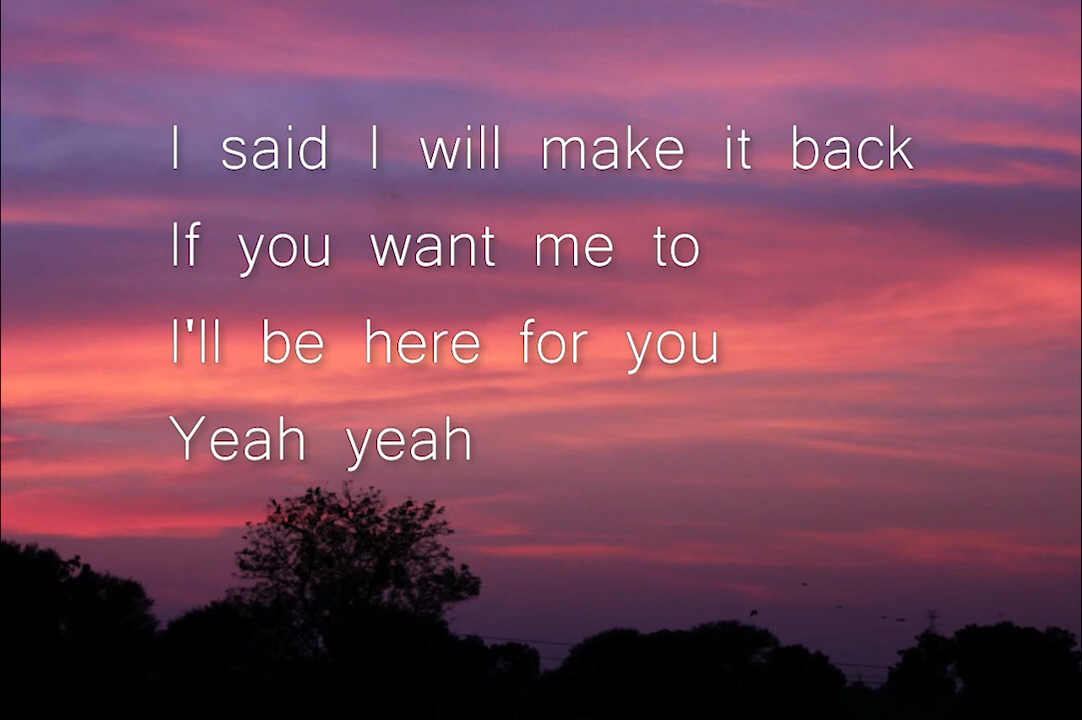 I said I will make it back
If you want me to
I'll be here for you
Yeah yeah